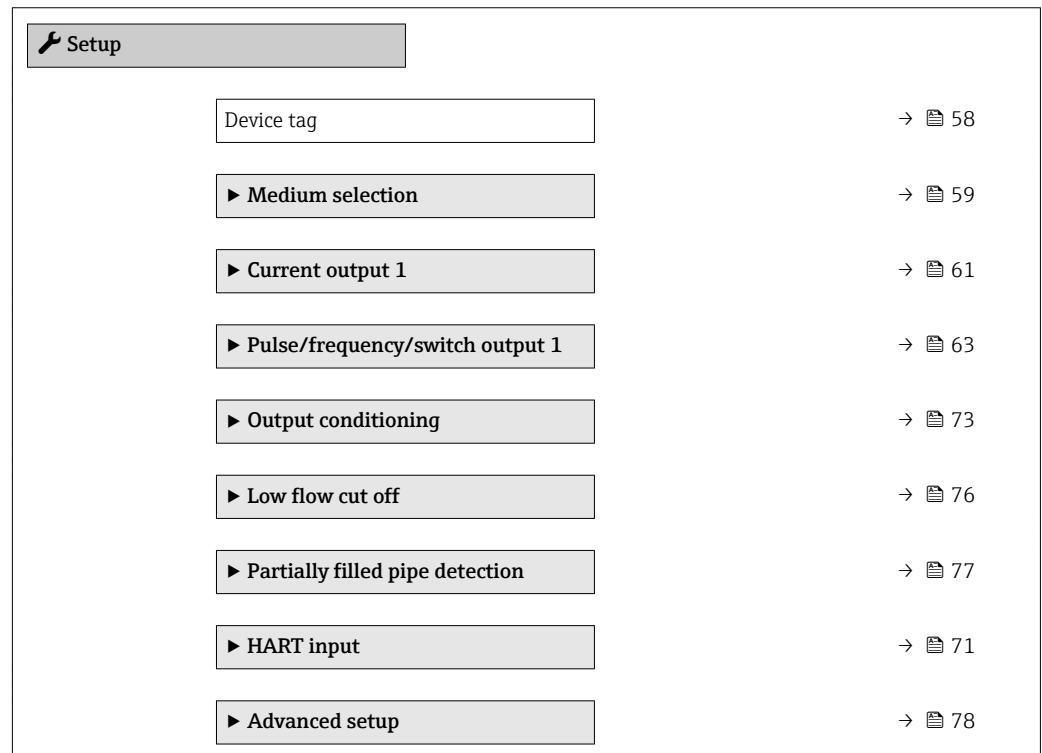 Setup
Device tag → 58
▶ Medium selection → 59
▶ Current output 1 → 61
▶ Pulse/frequency/switch output 1 → 63
▶ Output conditioning → 73
▶ Low flow cut off → 76
▶ Partially filled pipe detection → 77
▶ HART input → 71
▶ Advanced setup → 78